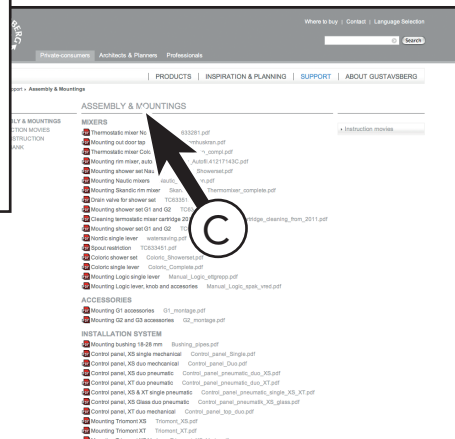 Where to buy | Contact | Language Selection
Search
Private-consumers Architects & Planners Professionals
| PRODUCTS | INSPIRATION & PLANNING | SUPPORT | ABOUT GUSTAVSBERG
Assembly & Mountings
ASSEMBLY & MOUNTINGS
MOUNTINGS
MOVIES
MIXERS
Instruction movies
Thermostatic mixer 633281.pdf
Mounting out door tap
Thermostatic mixer
Mounting rim mixer, auto Autofil.41217143C.pdf
Mounting shower set Showerset.pdf
Mounting Nautic mixers
Mounting Skandic rim mixer Thermomixer_complete.pdf
Drain valve for shower set TC63351
Mounting shower set G1 and G2
Cleaning termostatic mixer cartridge
Mounting shower set G1 and G2
Nordic single lever watersaving.pdf
Spout restriction TC633451.pdf
Coloric shower set Coloric_Showerset.pdf
Coloric single lever Coloric_Complete.pdf
Mounting Logic single lever Manual_Logic_ettgrepp.pdf
Mounting Logic lever, knob and accesories Manual_Logic_spak_vred.pdf
ACCESSORIES
Mounting G1 accessories G1_montage.pdf
Mounting G2 and G3 accessories G2_montage.pdf
INSTALLATION SYSTEM
Mounting bushing 18-28 mm Bushing_pipes.pdf
Control panel, XS single mechanical Control_panel_Single.pdf
Control panel, XS duo mechcanical Control_panel_Duo.pdf
Control panel, XS duo pneumatic Control_panel_pneumatic_duo_XS.pdf
Control panel, XT duo pneumatic Control_panel_pneumatic_duo_XT.pdf
Control panel, XS & XT single pneumatic Control_panel_pneumatic_single_XS_XT.pdf
Control panel, XS Glass duo pneumatic Control_panel_pneumatik_XS_glass.pdf
Control panel, XT duo mechanical Control_panel_top_duo.pdf
Mounting Triomont XS Triomont_XS.pdf
Mounting Triomont XT Triomont_XT.pdf
C